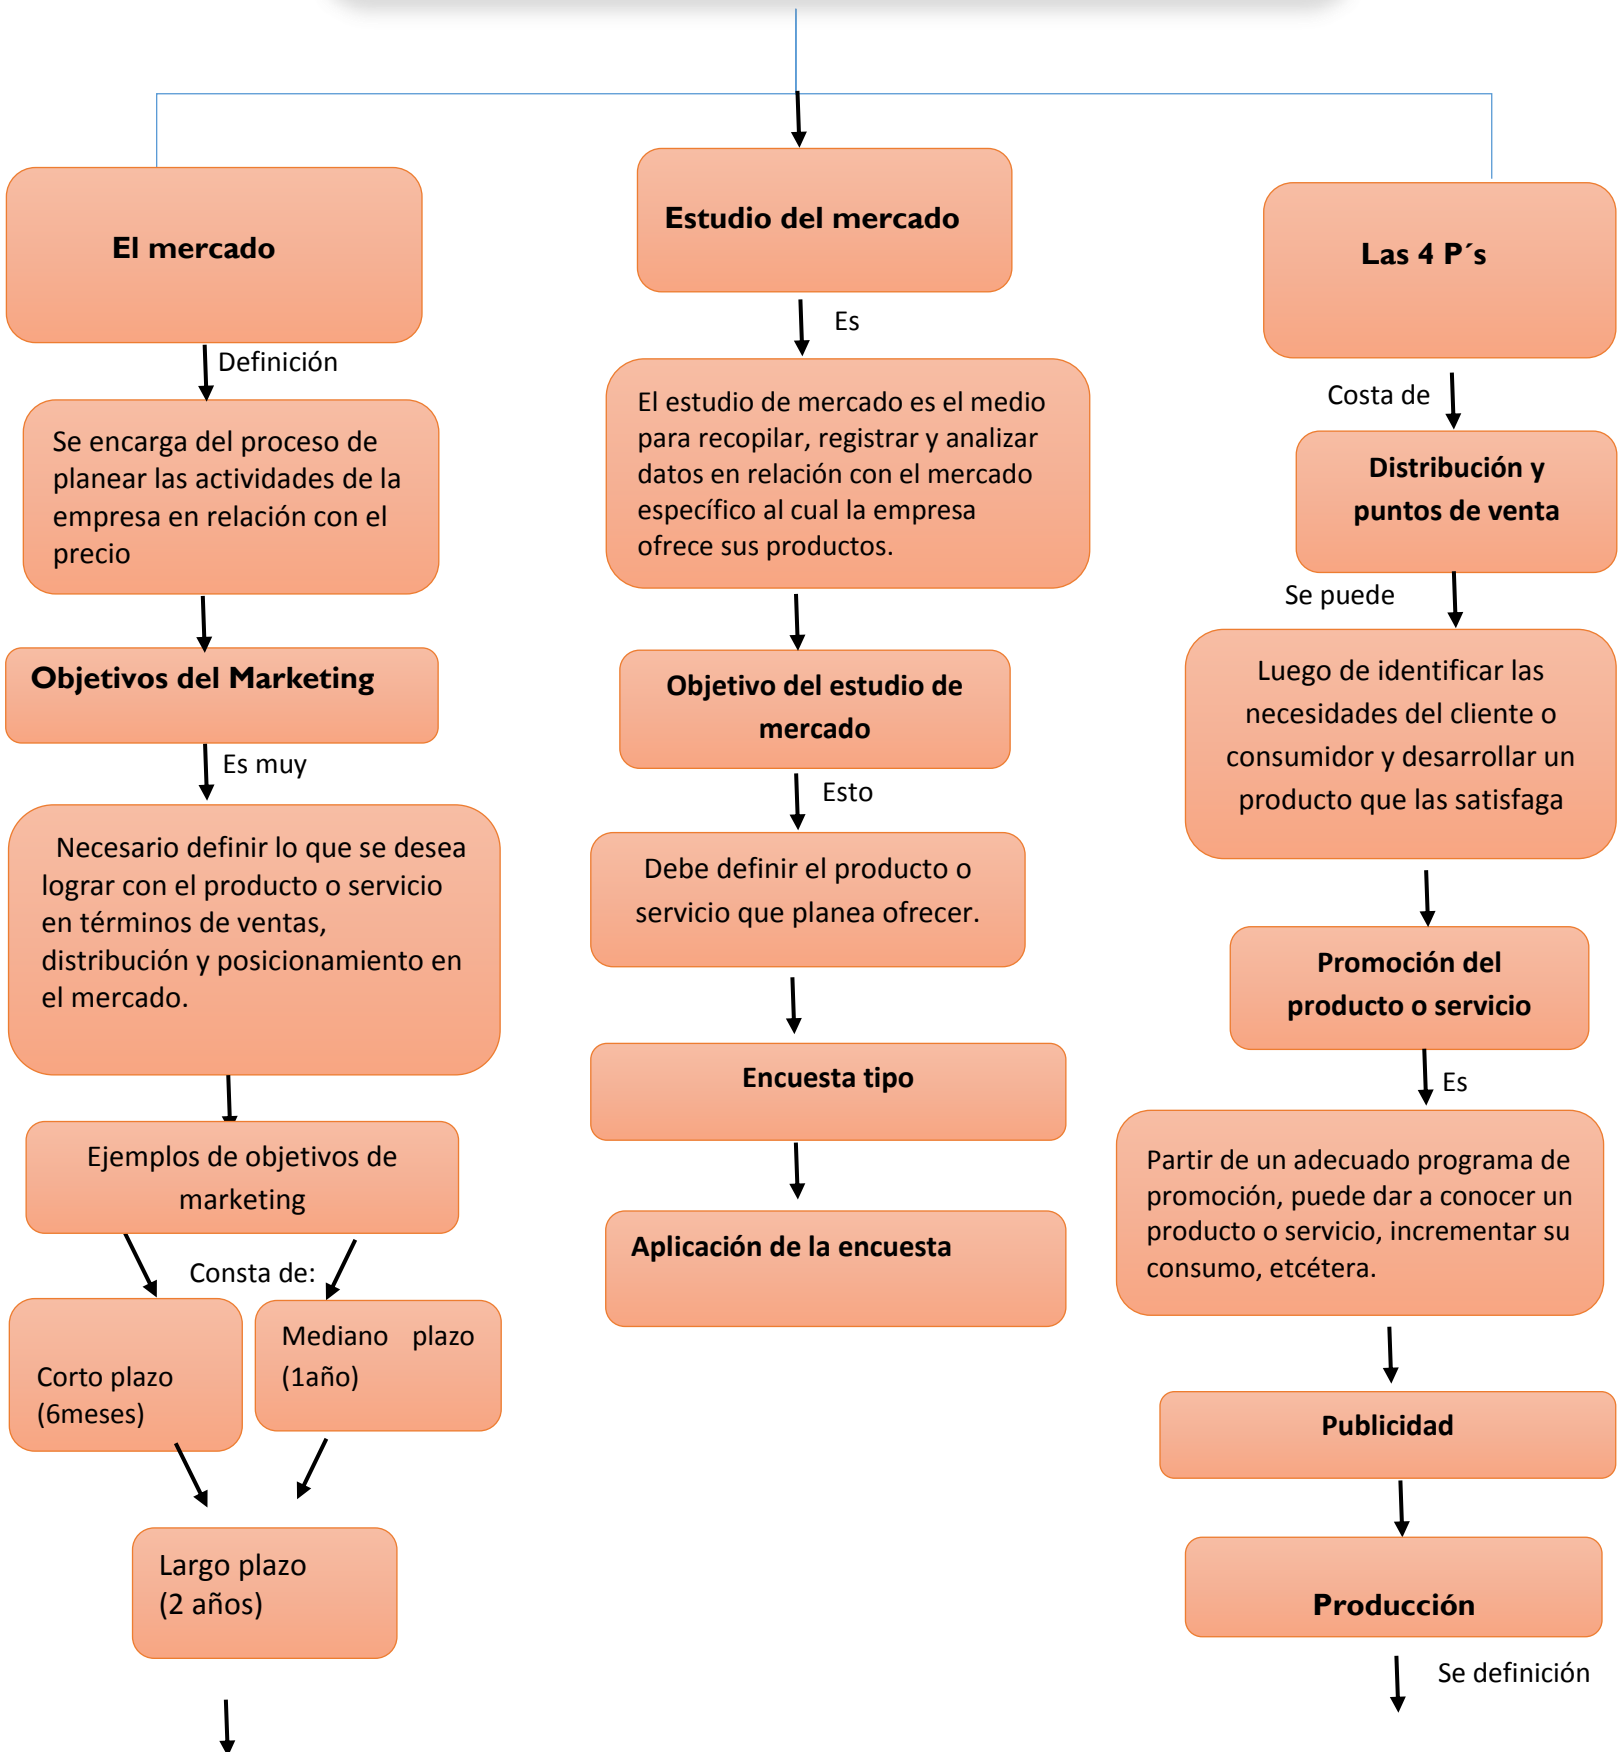 El mercado
Definición
Se encarga del proceso de
planear las actividades de la
empresa en relación con el
precio
Objetivos del Marketing
Es muy
Necesario definir lo que se desea
lograr con el producto o servicio
en términos de ventas,
distribución y posicionamiento en
el mercado.
Ejemplos de objetivos de
marketing
Consta de:
Corto plazo
(6meses)
Mediano plazo
(1año)
Largo plazo
(2 años)
Estudio del mercado
Es
El estudio de mercado es el medio
para recopilar, registrar y analizar
datos en relación con el mercado
específico al cual la empresa
ofrece sus productos.
Objetivo del estudio de
mercado
Esto
Debe definir el producto o
servicio que planea ofrecer.
Encuesta tipo
Aplicación de la encuesta
Las 4 P´s
Costa de
Distribución y
puntos de venta
Se puede
Luego de identificar las
necesidades del cliente o
consumidor y desarrollar un
producto que las satisfaga
Promoción del
producto o servicio
Es
Partir de un adecuado programa de
promoción, puede dar a conocer un
producto o servicio, incrementar su
consumo, etcétera.
Publicidad
Producción
Se definición